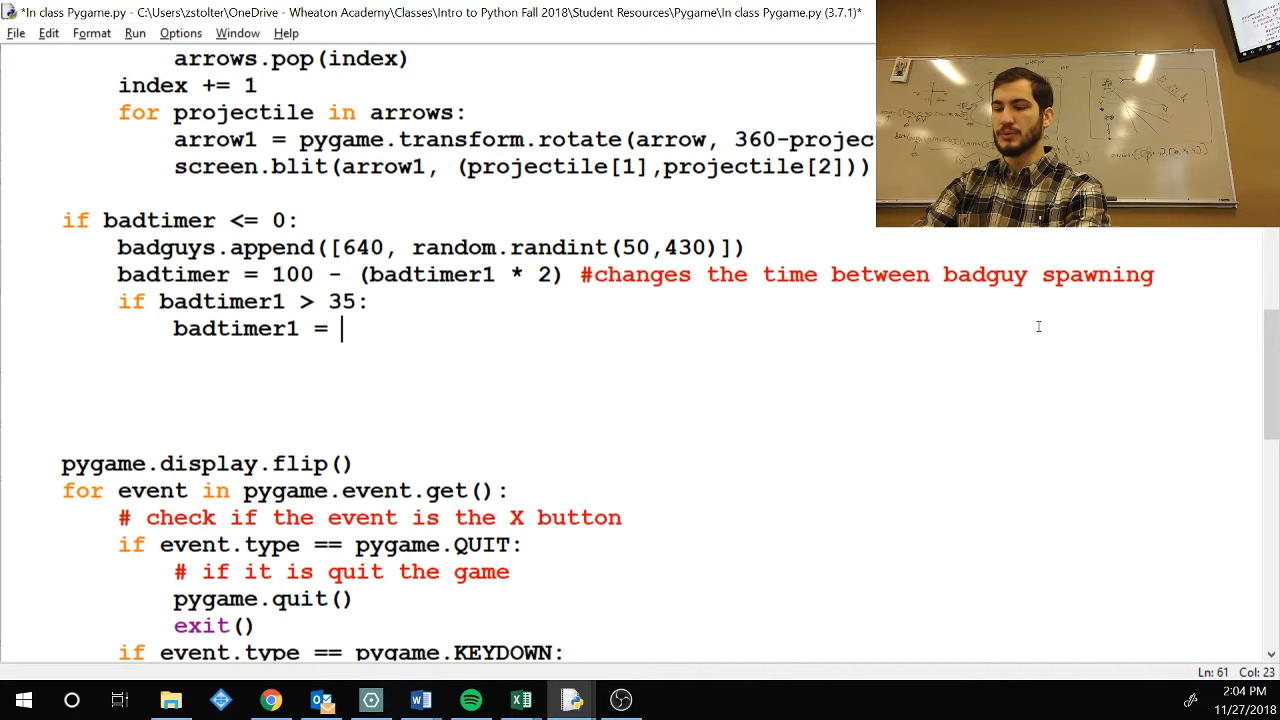 *In class Pygame.py - C:\Users\zstolter\OneDrive - Wheaton Academy\Classes\Intro to Python Fall 2018\Student Resources\Pygame\In class Pygame.py (3.7.1)*
File Edit Format Run Options Window Help
arrows.pop(index)
index += 1
for projectile in arrows:
arrow1 = pygame.transform.rotate(arrow, 360-projec
screen.blit(arrow1, (projectile[1],projectile[2]))
if badtimer <= 0:
badguys.append([640, random.randint(50,430)])
badtimer = 100 - (badtimer1 * 2) #changes the time between badguy spawning
if badtimer1 > 35:
badtimer1 =
pygame.display.flip()
for event in pygame.event.get():
# check if the event is the X button
if event.type == pygame.QUIT:
# if it is quit the game
pygame.quit()
exit()
if event.type == pygame.KEYDOWN:
Ln: 61 Col: 23
2:04 PM
11/27/2018